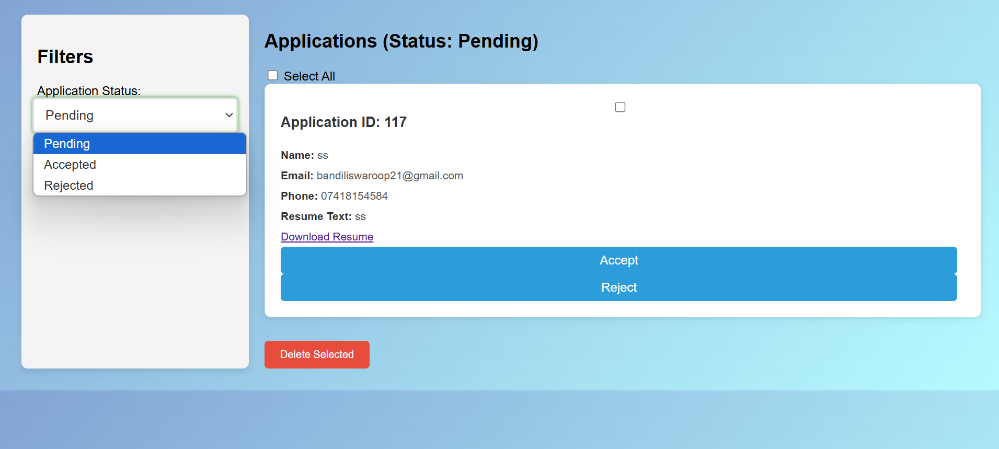 Filters
Application Status:
Pending
Pending
Accepted
Rejected
Applications (Status: Pending)
Select All
Application ID: 117
Name: ss
Email: bandiliswaroop21@gmail.com
Phone: 07418154584
Resume Text: ss
Download Resume
Accept
Reject
Delete Selected